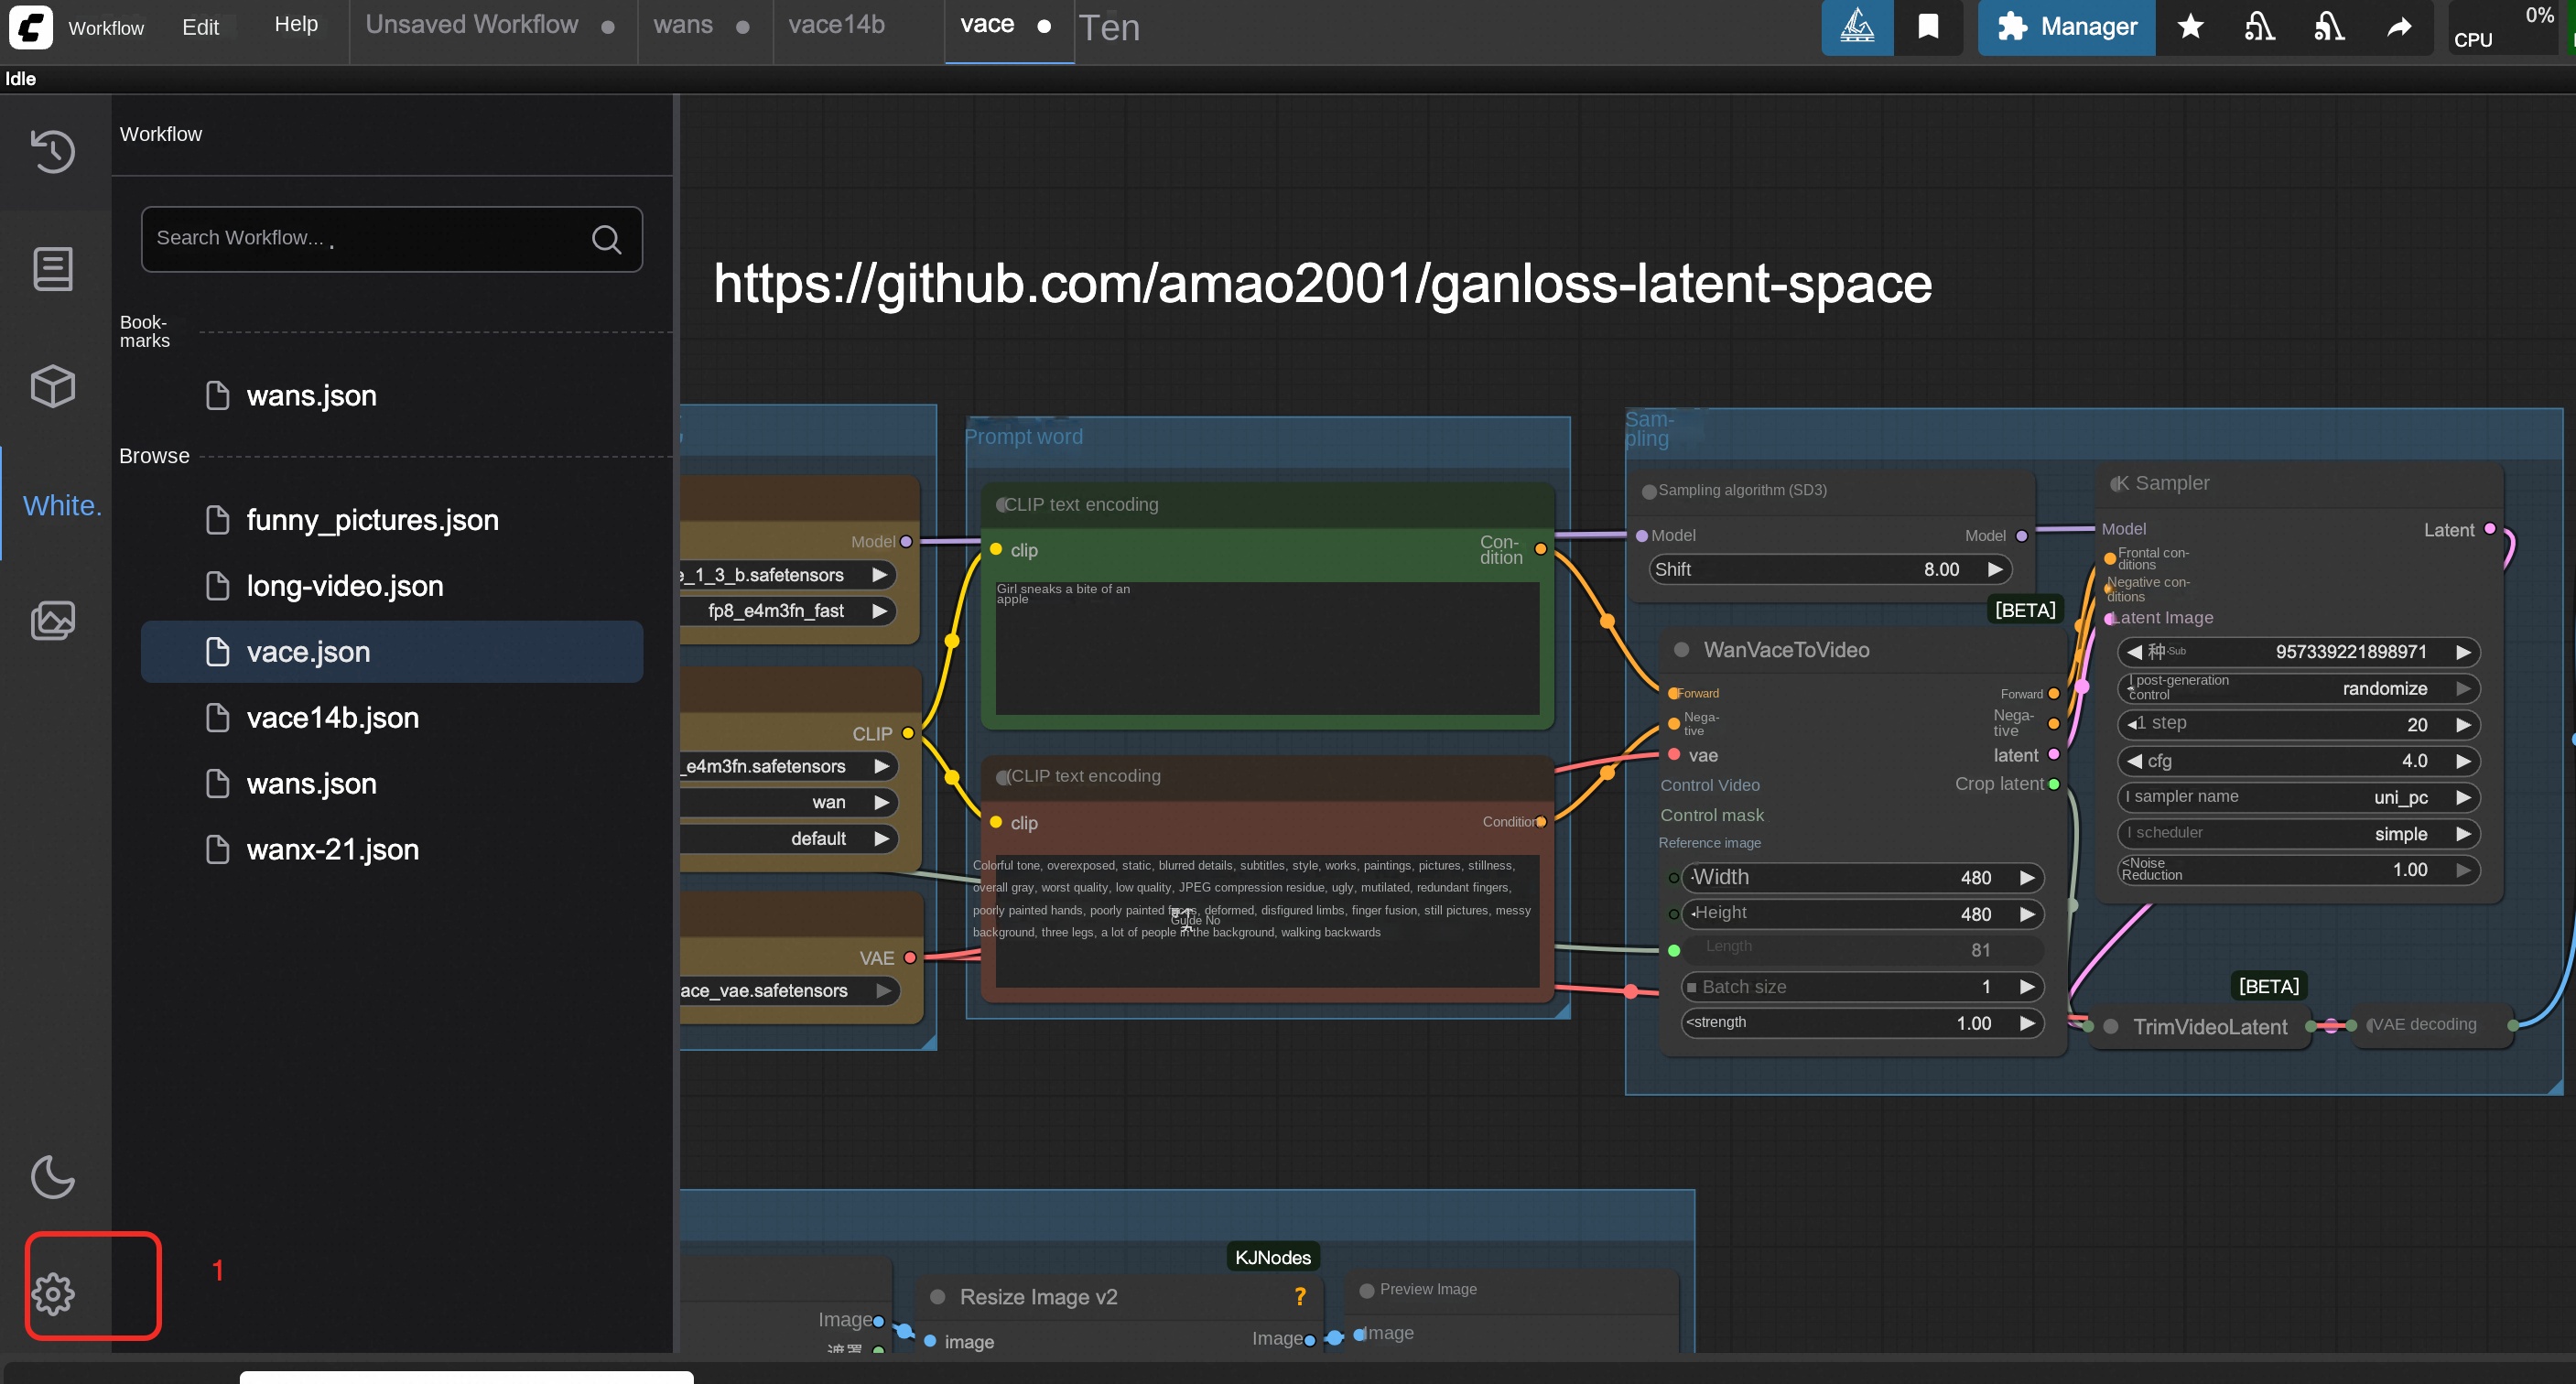 Workflow
Edit
Help
Unsaved Workflow
wans
vace14b
vace
Ten
Manager
0%
CPU
Idle
Workflow
Search Workflow... .
Book-
marks
wans.json
Browse
White.
funny_pictures.json
long-video.json
vace.json
vace14b.json
wans.json
wanx-21.json
1
https://github.com/amao2001/ganloss-latent-space
Model
e_1_3_b.safetensors
fp8_e4m3fn_fast
CLIP
_e4m3fn.safetensors
wan
default
VAE
ace_vae.safetensors
Prompt word
CLIP text encoding
clip
Con-
dition
Girl sneaks a bite of an
apple
(CLIP text encoding
clip
Condition
Colorful tone, overexposed, static, blurred details, subtitles, style, works, paintings, pictures, stillness,
overall gray, worst quality, low quality, JPEG compression residue, ugly, mutilated, redundant fingers,
poorly painted hands, poorly painted faces, deformed, disfigured limbs, finger fusion, still pictures, messy
Guide No
background, three legs, a lot of people in the background, walking backwards
Sam-
pling
Sampling algorithm (SD3)
Model
Model
Shift
8.00
[BETA]
WanVaceToVideo
Forward
Forward
Nega-
tive
Nega-
tive
vae
latent
Control Video
Crop latent
Control mask
Reference image
Width
480
Height
480
Length
81
Batch size
1
<strength
1.00
K Sampler
Model
Latent
Frontal con-
ditions
Negative con-
ditions
Latent Image
种 Sub
957339221898971
post-generation
control
randomize
1 step
20
cfg
4.0
I sampler name
uni_pc
I scheduler
simple
<Noise
Reduction
1.00
[BETA]
TrimVideoLatent
VAE decoding
Image
遮罩
KJNodes
Resize Image v2
?
image
Image
Preview Image
Image